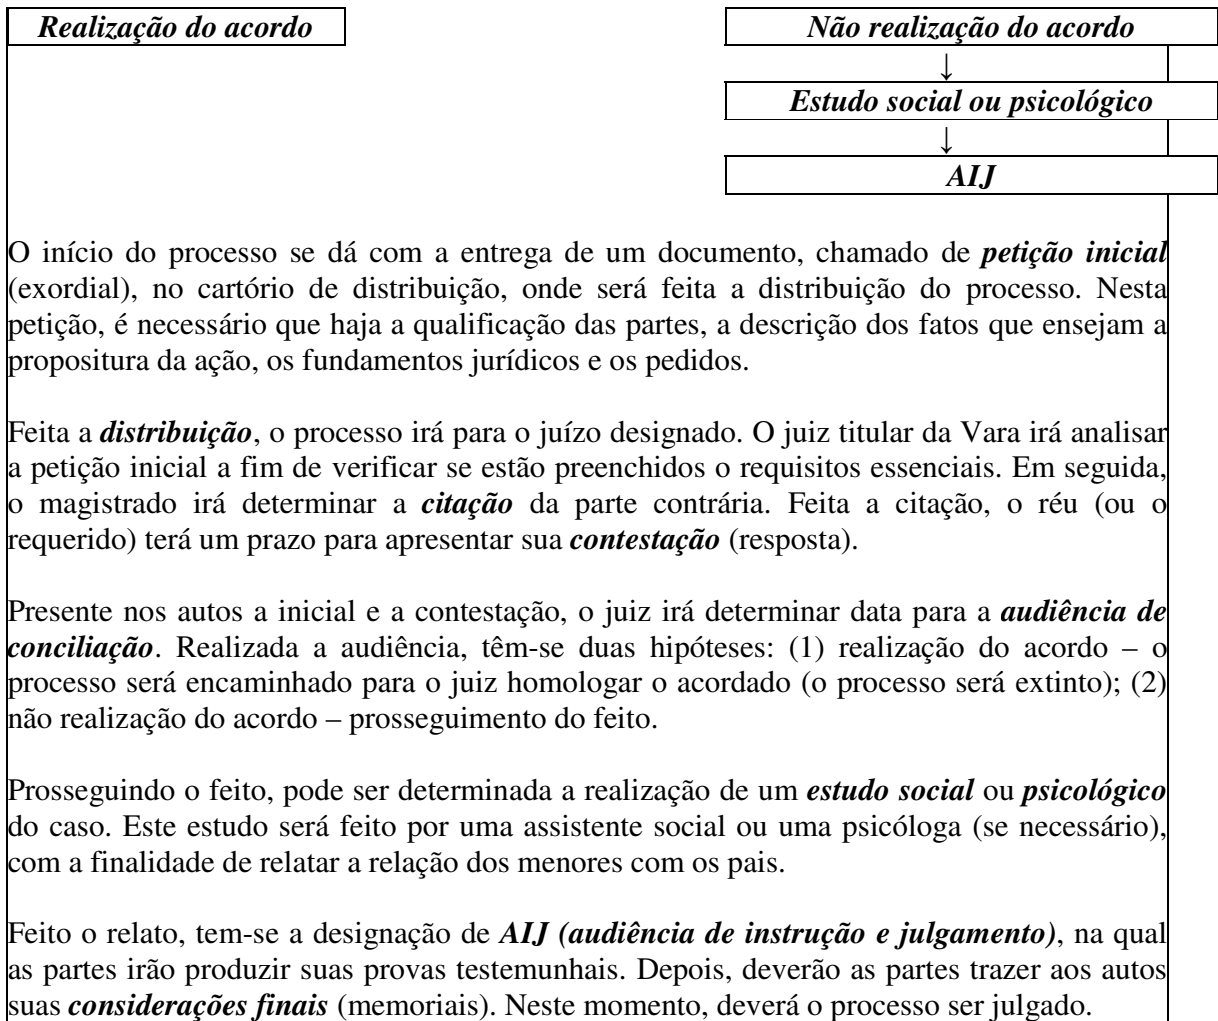 Realização do acordo
Não realização do acordo
↓
Estudo social ou psicológico
↓
AIJ
O início do processo se dá com a entrega de um documento, chamado de petição inicial
(exordial), no cartório de distribuição, onde será feita a distribuição do processo. Nesta
petição, é necessário que haja a qualificação das partes, a descrição dos fatos que ensejam a
propositura da ação, os fundamentos jurídicos e os pedidos.
Feita a distribuição, o processo irá para o juízo designado. O juiz titular da Vara irá analisar
a petição inicial a fim de verificar se estão preenchidos o requisitos essenciais. Em seguida,
o magistrado irá determinar a citação da parte contrária. Feita a citação, o réu (ou o
requerido) terá um prazo para apresentar sua contestação (resposta).
Presente nos autos a inicial e a contestação, o juiz irá determinar data para a audiência de
conciliação. Realizada a audiência, têm-se duas hipóteses: (1) realização do acordo – o
processo será encaminhado para o juiz homologar o acordado (o processo será extinto); (2)
não realização do acordo – prosseguimento do feito.
Prosseguindo o feito, pode ser determinada a realização de um estudo social ou psicológico
do caso. Este estudo será feito por uma assistente social ou uma psicóloga (se necessário),
com a finalidade de relatar a relação dos menores com os pais.
Feito o relato, tem-se a designação de AIJ (audiência de instrução e julgamento), na qual
as partes irão produzir suas provas testemunhais. Depois, deverão as partes trazer aos autos
suas considerações finais (memoriais). Neste momento, deverá o processo ser julgado.